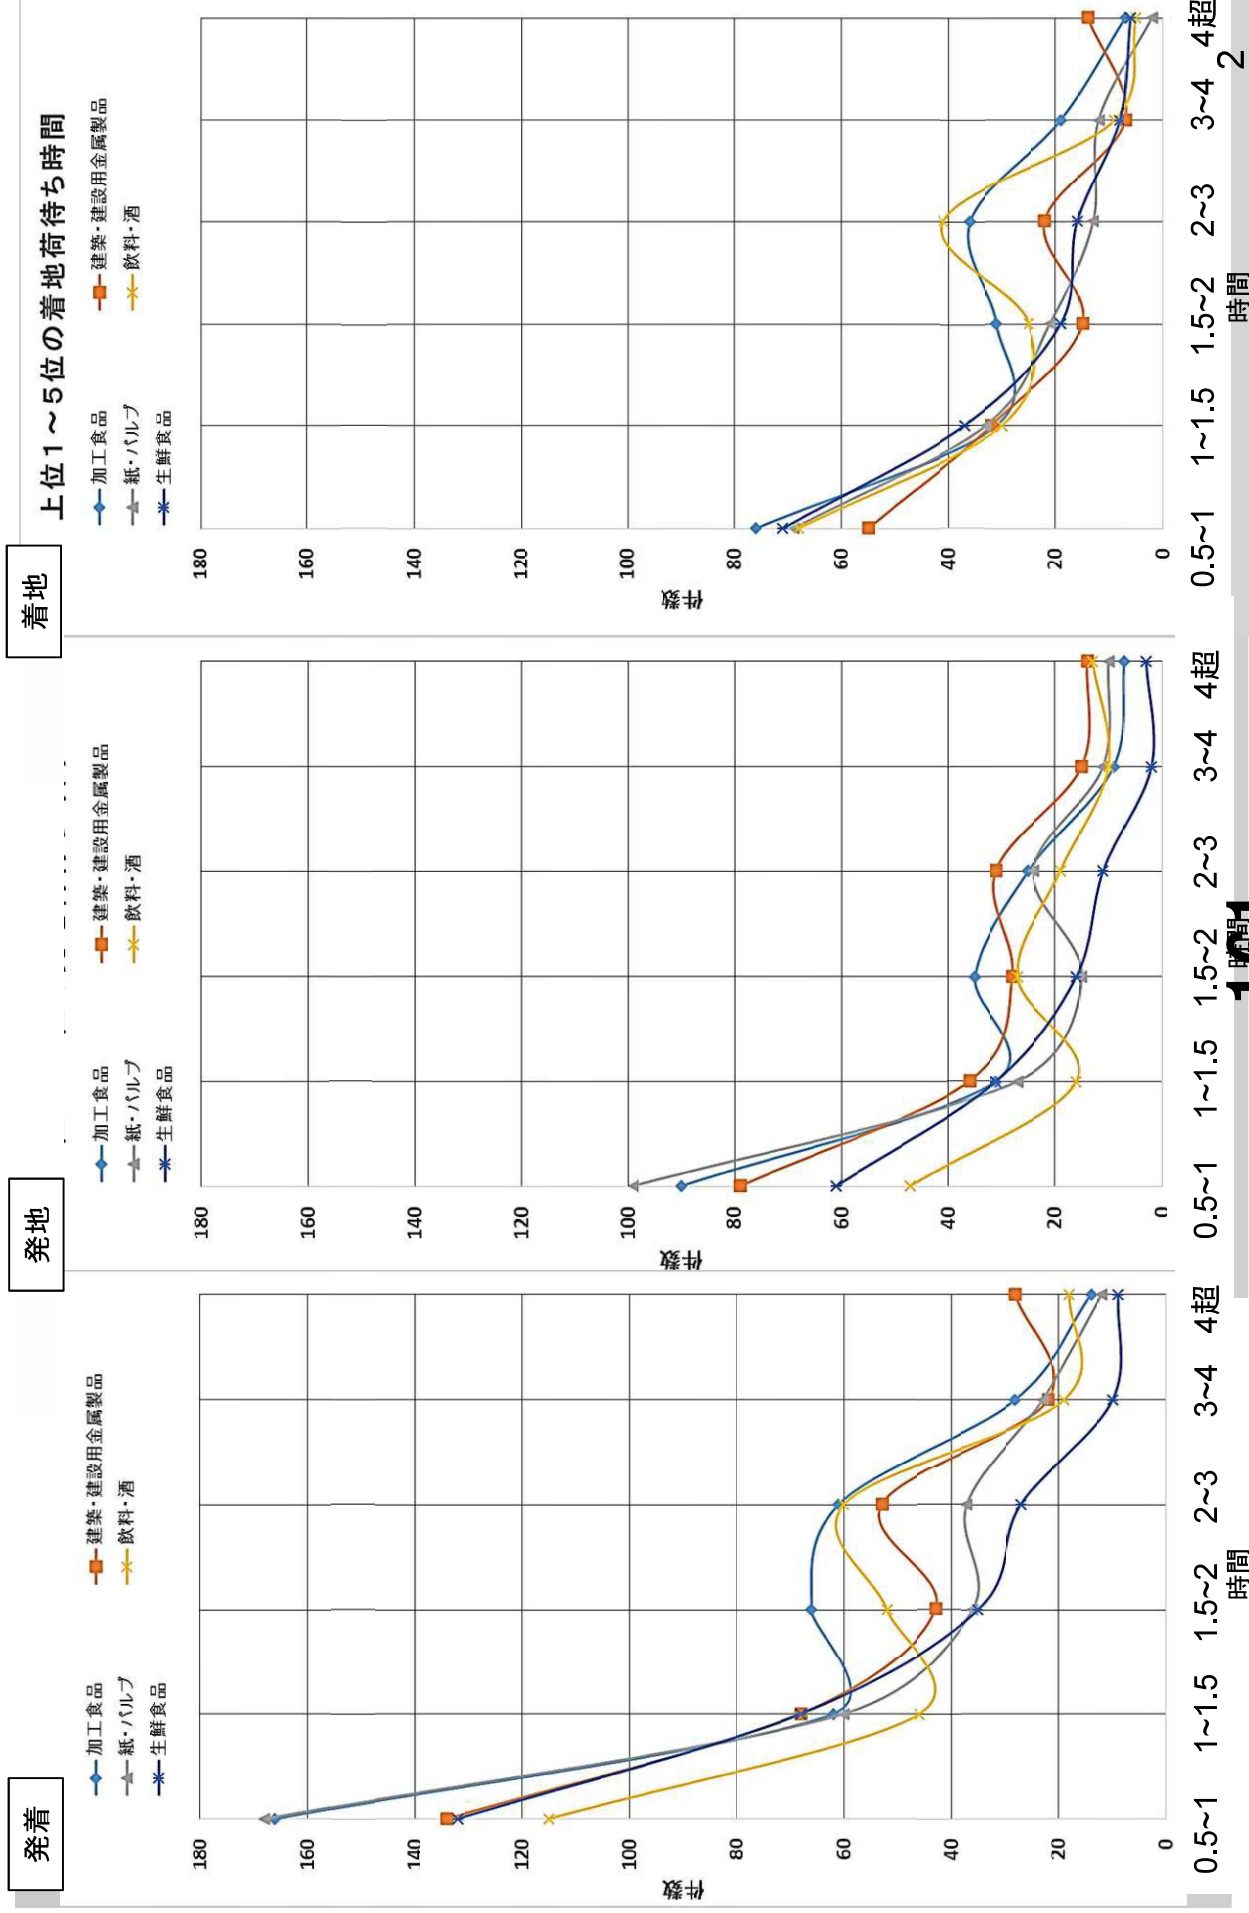 発着
加工食品
建築・建設用金属製品
紙・パルプ
飲料・酒
生鮮食品
180
160
140
120
100
80
60
40
20
0
件数
0.5~1
1~1.5
1.5~2
2~3
3~4
4超
時間
発地
加工食品
建築・建設用金属製品
紙・パルプ
飲料・酒
生鮮食品
180
160
140
120
100
80
60
40
20
0
件数
0.5~1
1~1.5
1.5~2
2~3
3~4
4超
時間
着地
上位1～5位の着地荷待ち時間
加工食品
建築・建設用金属製品
紙・パルプ
飲料・酒
生鮮食品
180
160
140
120
100
80
60
40
20
0
件数
0.5~1
1~1.5
1.5~2
2~3
3~4
4超
時間
2